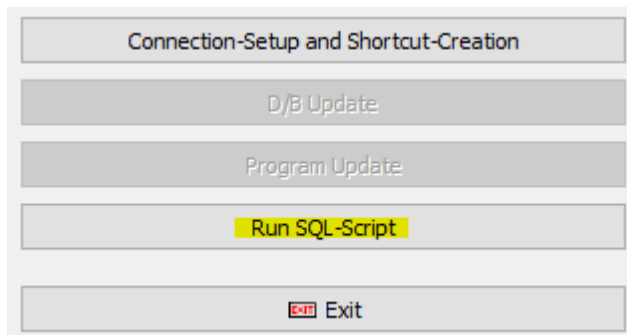 Connection-Setup and Shortcut-Creation
D/B Update
Program Update
Run SQL-Script
EXIT Exit